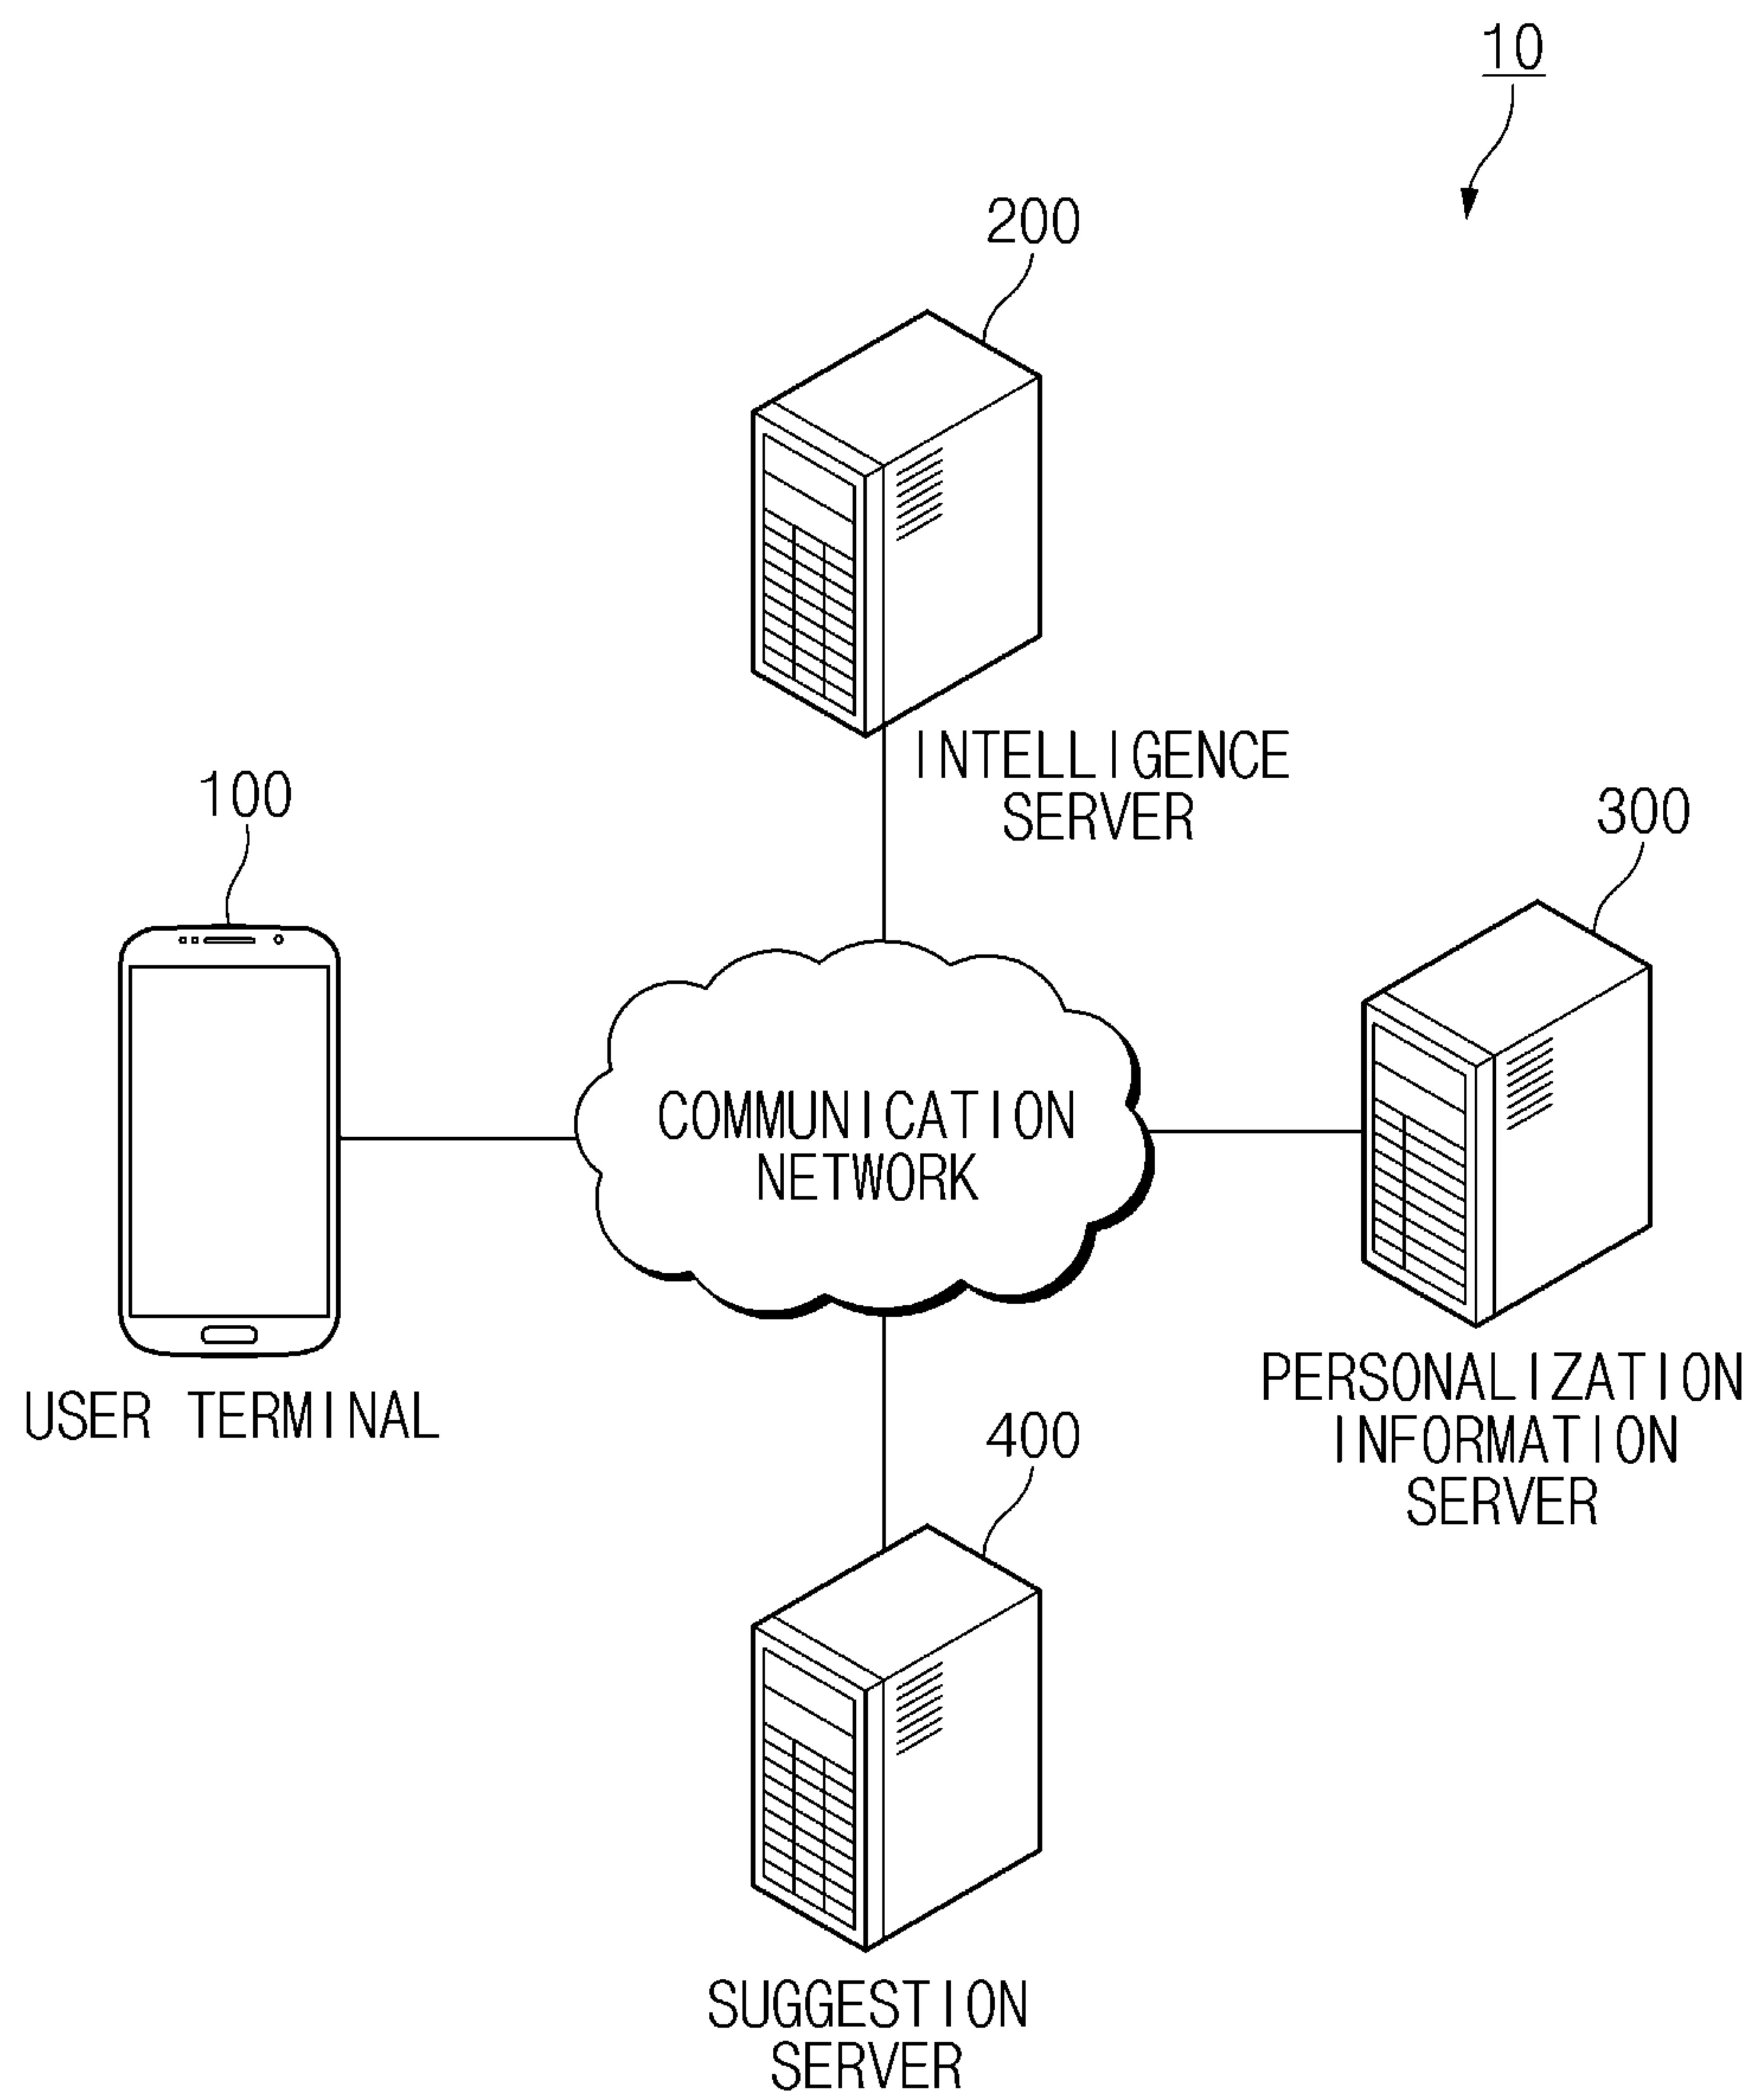 10
200
INTELLIGENCE
SERVER
100
300
COMMUNICATION
NETWORK
USER TERMINAL
PERSONALIZATION
INFORMATION
SERVER
400
SUGGESTION
SERVER